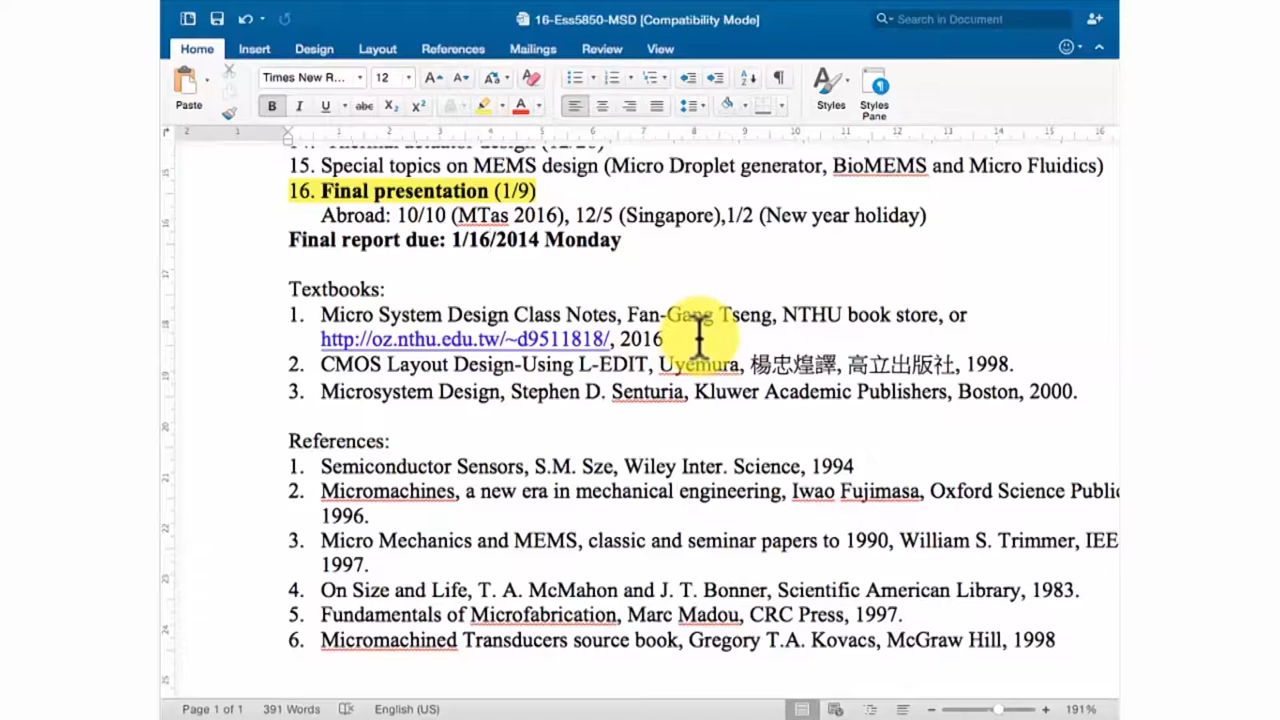 16-Ess5850-MSD [Compatibility Mode]
Search in Document
Home Insert Design Layout References Mailings Review View
Paste
Times New R... 12
Styles
Styles Pane
15. Special topics on MEMS design (Micro Droplet generator, BioMEMS and Micro Fluidics)
16. Final presentation (1/9)
Abroad: 10/10 (MTas 2016), 12/5 (Singapore),1/2 (New year holiday)
Final report due: 1/16/2014 Monday
Textbooks:
1. Micro System Design Class Notes, Fan-Gang Tseng, NTHU book store, or
http://oz.nthu.edu.tw/~d9511818/, 2016
2. CMOS Layout Design-Using L-EDIT, Uyemura, 楊忠煌譯, 高立出版社, 1998.
3. Microsystem Design, Stephen D. Senturia, Kluwer Academic Publishers, Boston, 2000.
References:
1. Semiconductor Sensors, S.M. Sze, Wiley Inter. Science, 1994
2. Micromachines, a new era in mechanical engineering, Iwao Fujimasa, Oxford Science Public
1996.
3. Micro Mechanics and MEMS, classic and seminar papers to 1990, William S. Trimmer, IEE
1997.
4. On Size and Life, T. A. McMahon and J. T. Bonner, Scientific American Library, 1983.
5. Fundamentals of Microfabrication, Marc Madou, CRC Press, 1997.
6. Micromachined Transducers source book, Gregory T.A. Kovacs, McGraw Hill, 1998
Page 1 of 1 391 Words English (US) 191%